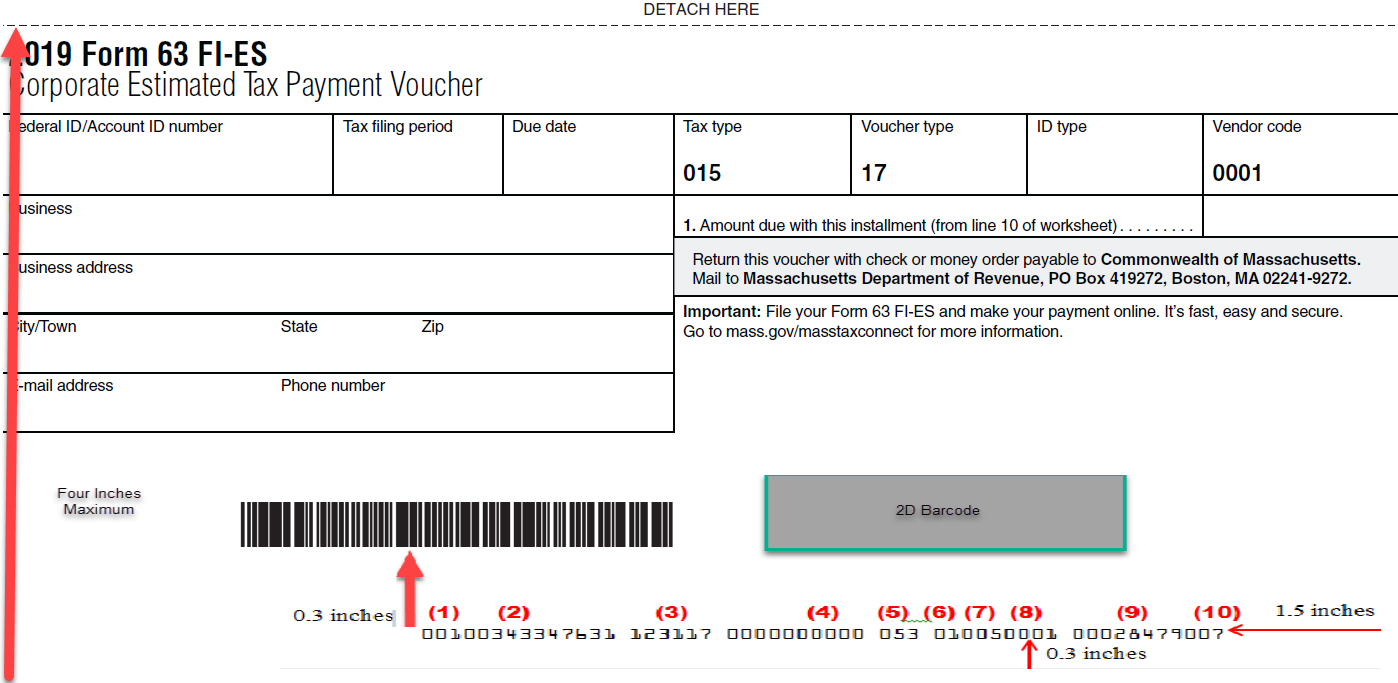 DETACH HERE
2019 Form 63 FI-ES
Corporate Estimated Tax Payment Voucher
Federal ID/Account ID number Tax filing period Due date Tax type Voucher type ID type Vendor code
015 17 0001
Business
1. Amount due with this installment (from line 10 of worksheet) . . . . . . . . .
Business address
Return this voucher with check or money order payable to Commonwealth of Massachusetts.
Mail to Massachusetts Department of Revenue, PO Box 419272, Boston, MA 02241-9272.
City/Town State Zip
Important: File your Form 63 FI-ES and make your payment online. It’s fast, easy and secure.
Go to mass.gov/masstaxconnect for more information.
E-mail address Phone number
Four Inches
Maximum
2D Barcode
0.3 inches (1) (2) (3) (4) (5) (6) (7) (8) (9) (10) 1.5 inches
00100343347631 123117 0000000000 053 010050001 00028479007
0.3 inches